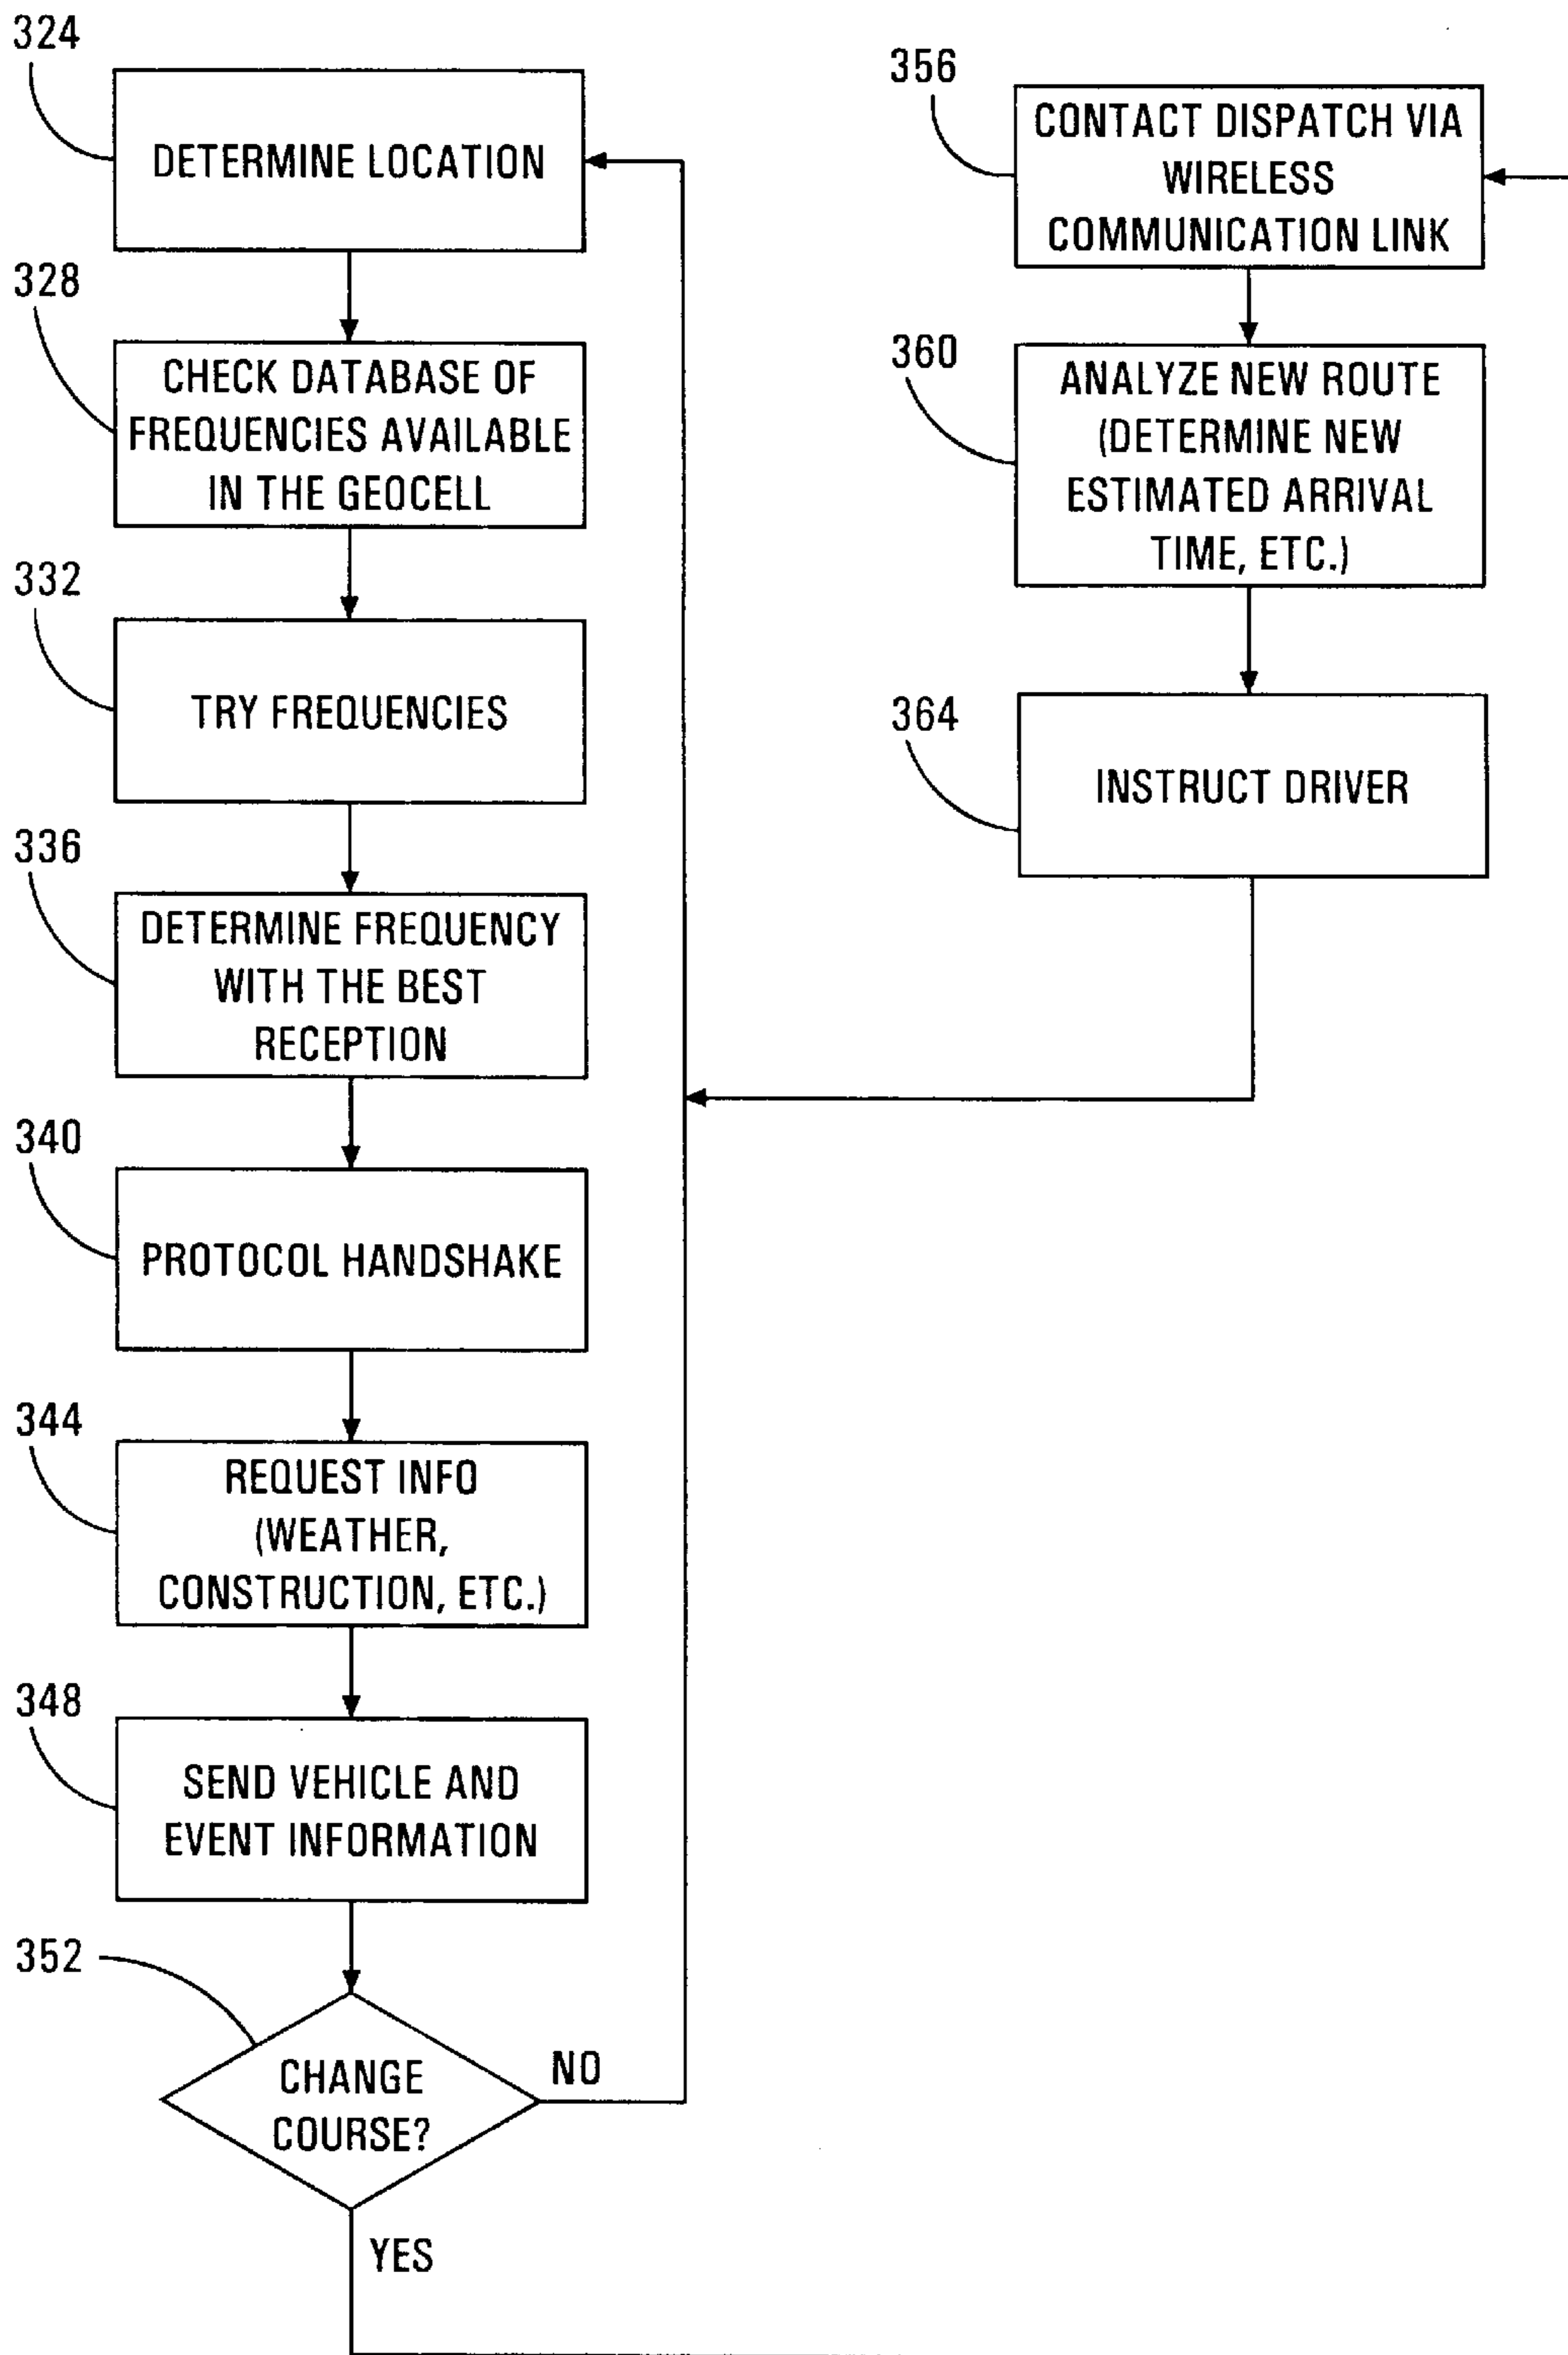 324
DETERMINE LOCATION
328
CHECK DATABASE OF
FREQUENCIES AVAILABLE
IN THE GEOCELL
332
TRY FREQUENCIES
336
DETERMINE FREQUENCY
WITH THE BEST
RECEPTION
340
PROTOCOL HANDSHAKE
344
REQUEST INFO
(WEATHER,
CONSTRUCTION, ETC.)
348
SEND VEHICLE AND
EVENT INFORMATION
352
CHANGE
COURSE?
NO
YES
356
CONTACT DISPATCH VIA
WIRELESS
COMMUNICATION LINK
360
ANALYZE NEW ROUTE
(DETERMINE NEW
ESTIMATED ARRIVAL
TIME, ETC.)
364
INSTRUCT DRIVER